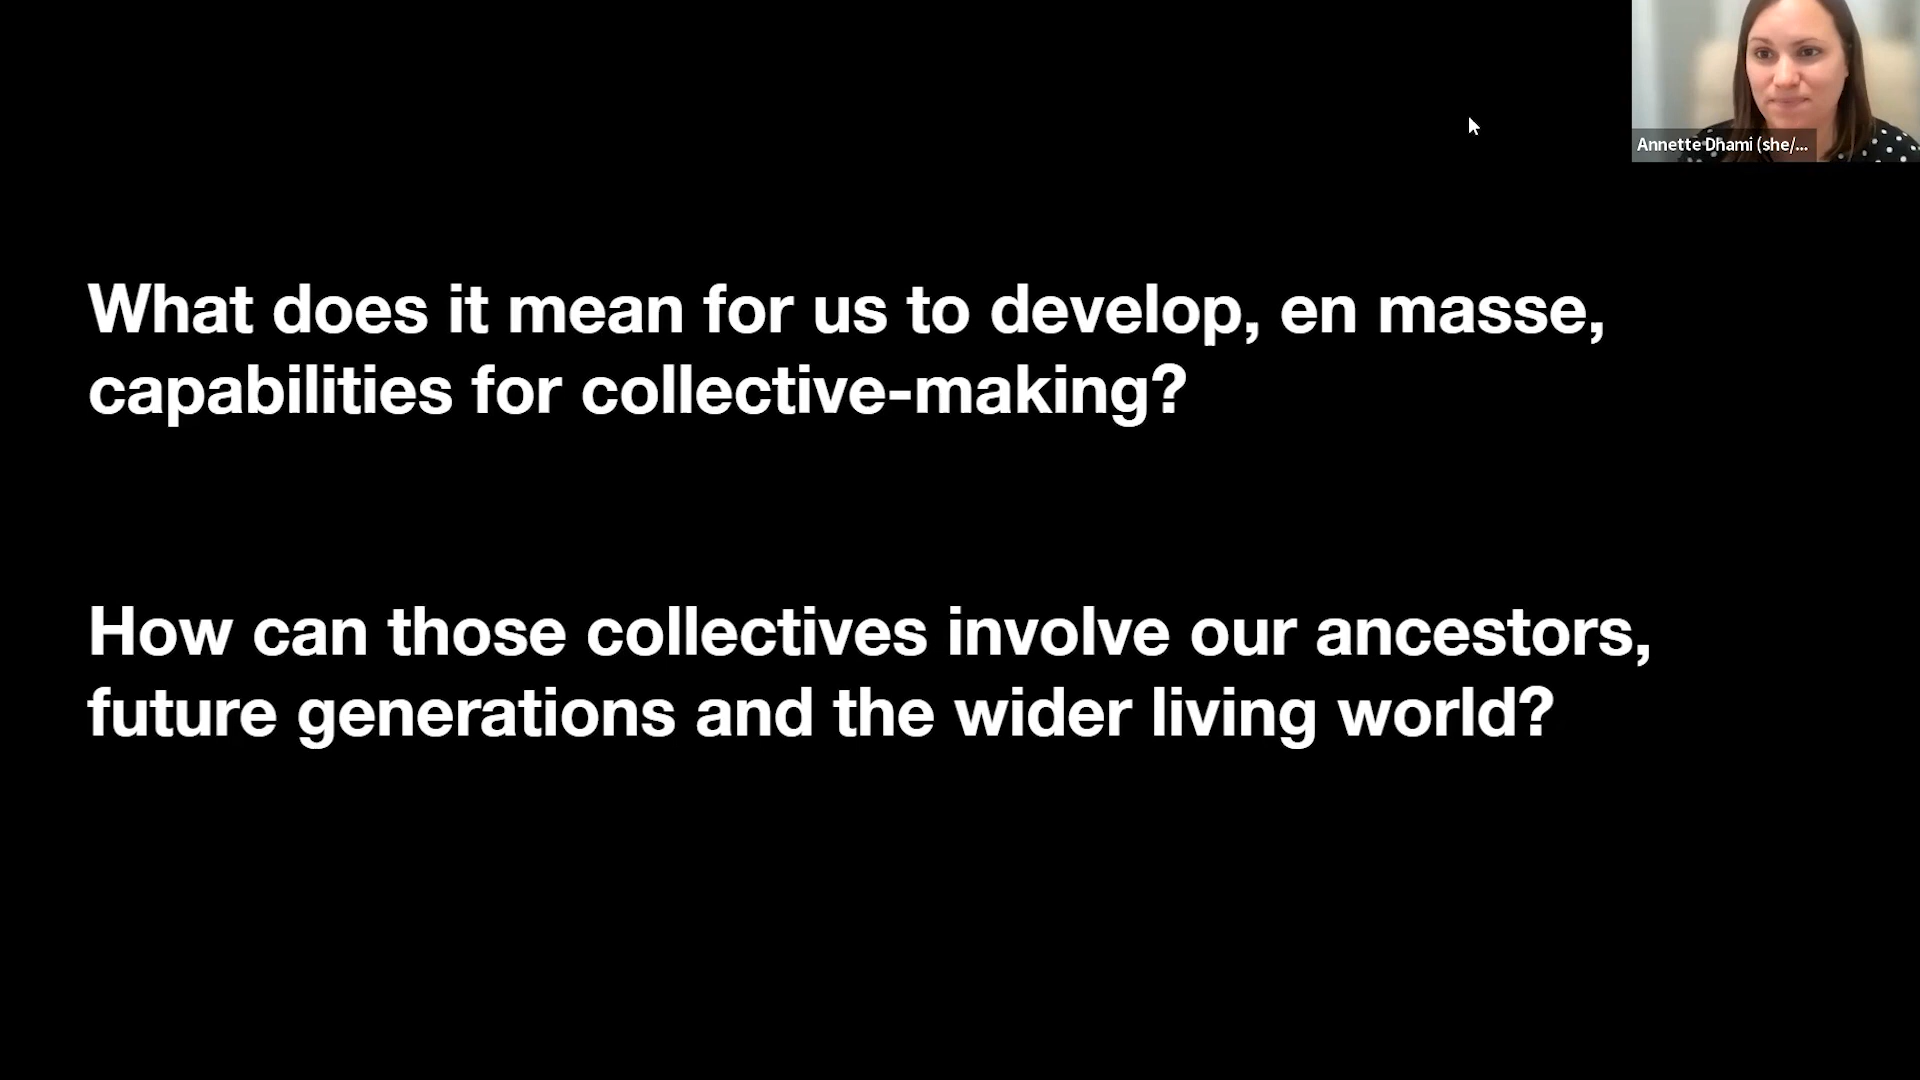 Annette Dhami (she/...
What does it mean for us to develop, en masse,
capabilities for collective-making?
How can those collectives involve our ancestors,
future generations and the wider living world?